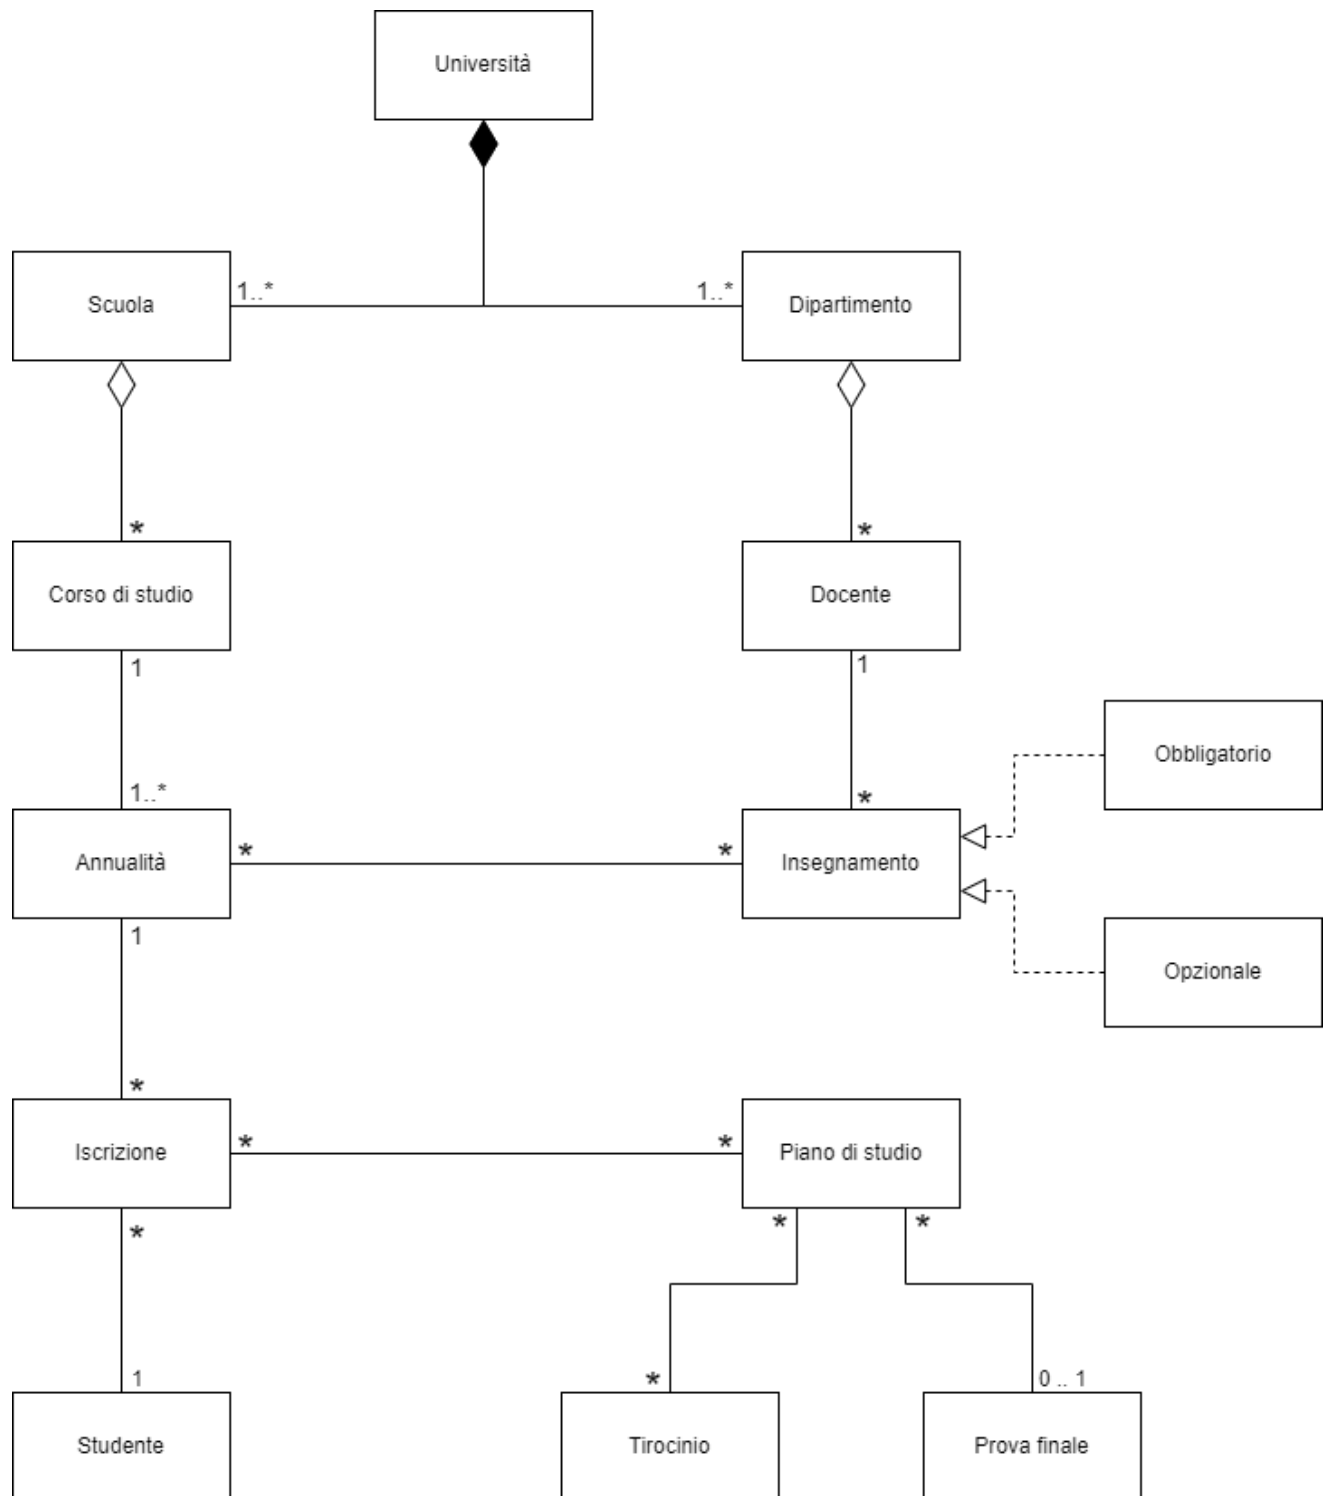 Università
Scuola
1..*
1..*
Dipartimento
*
*
Corso di studio
Docente
1
1
Obbligatorio
1..*
*
Annualità
*
*
Insegnamento
1
Opzionale
*
Iscrizione
*
*
Piano di studio
*
*
*
1
*
0 .. 1
Studente
Tirocinio
Prova finale